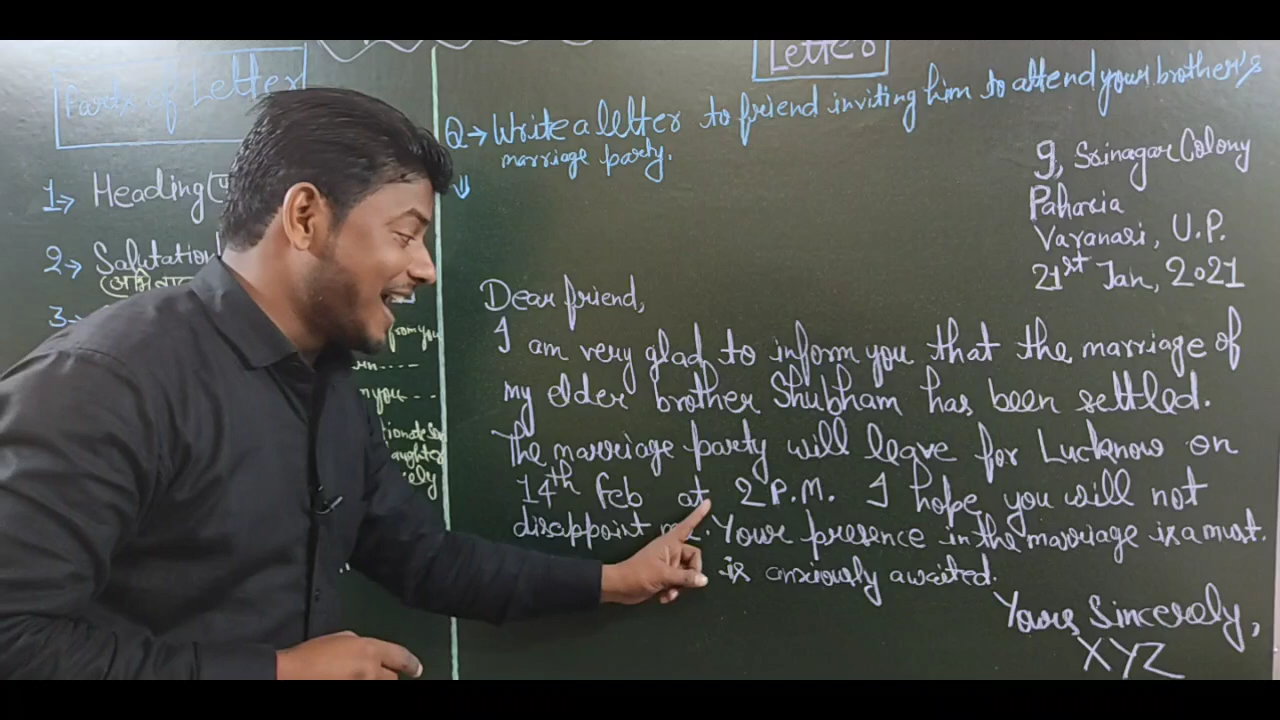 Parts of Letter
1→ Heading
2→ Salutation
3→
from you
m you...
ely
Letter
Q→ Write a letter to friend inviting him to attend your brother's
marriage party.
9, Srinagar Colony
Paharia
Varanasi, U.P.
21st Jan, 2021
Dear friend,
I am very glad to inform you that the marriage of
my elder brother Shubham has been settled.
The marriage party will leave for Lucknow on
14th Feb at 2 P.M. I hope you will not
disappoint me. Your presence in the marriage is a must.
is anxiously awaited.
Yours Sincerely,
XYZ